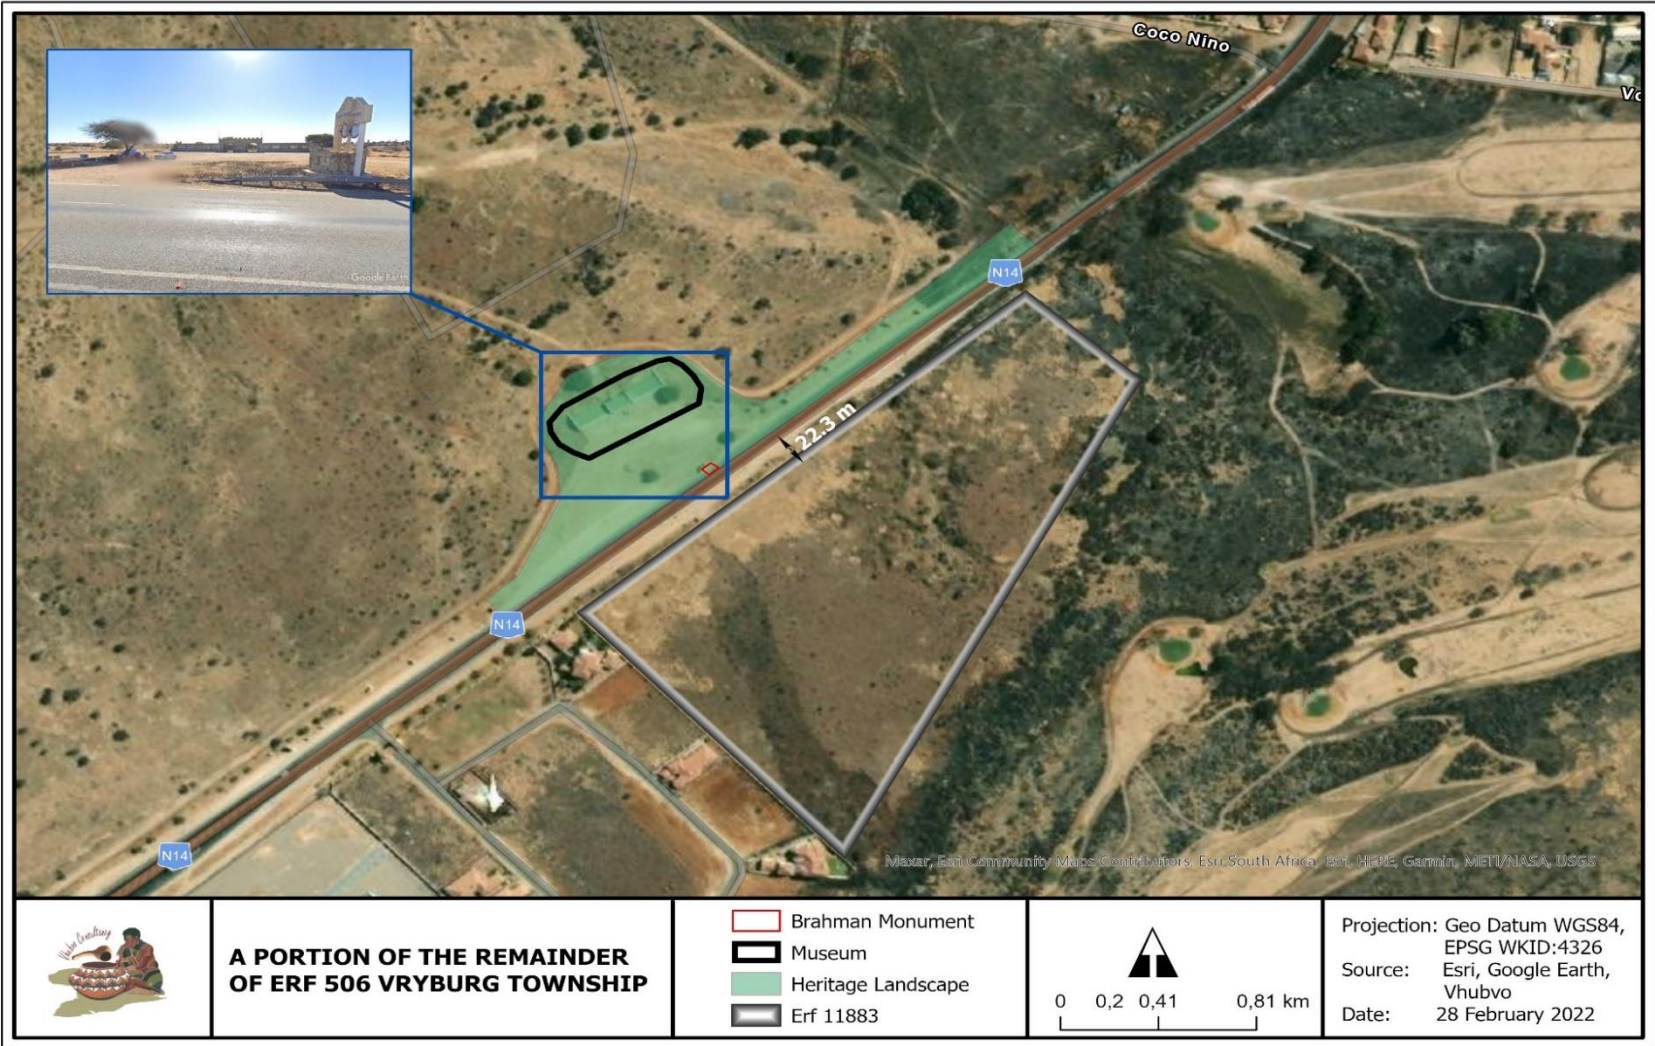 Coco Nino
Vo
Google Earth
N14
22.3 m
N14
N14
Maxar, Esri Community Maps Contributors, Esri South Africa, Esri, HERE, Garmin, METI/NASA, USGS
Vhubvo Consulting
A PORTION OF THE REMAINDER
OF ERF 506 VRYBURG TOWNSHIP
Brahman Monument
Museum
Heritage Landscape
Erf 11883
0 0,2 0,41 0,81 km
Projection: Geo Datum WGS84,
EPSG WKID:4326
Source: Esri, Google Earth,
Vhubvo
Date: 28 February 2022